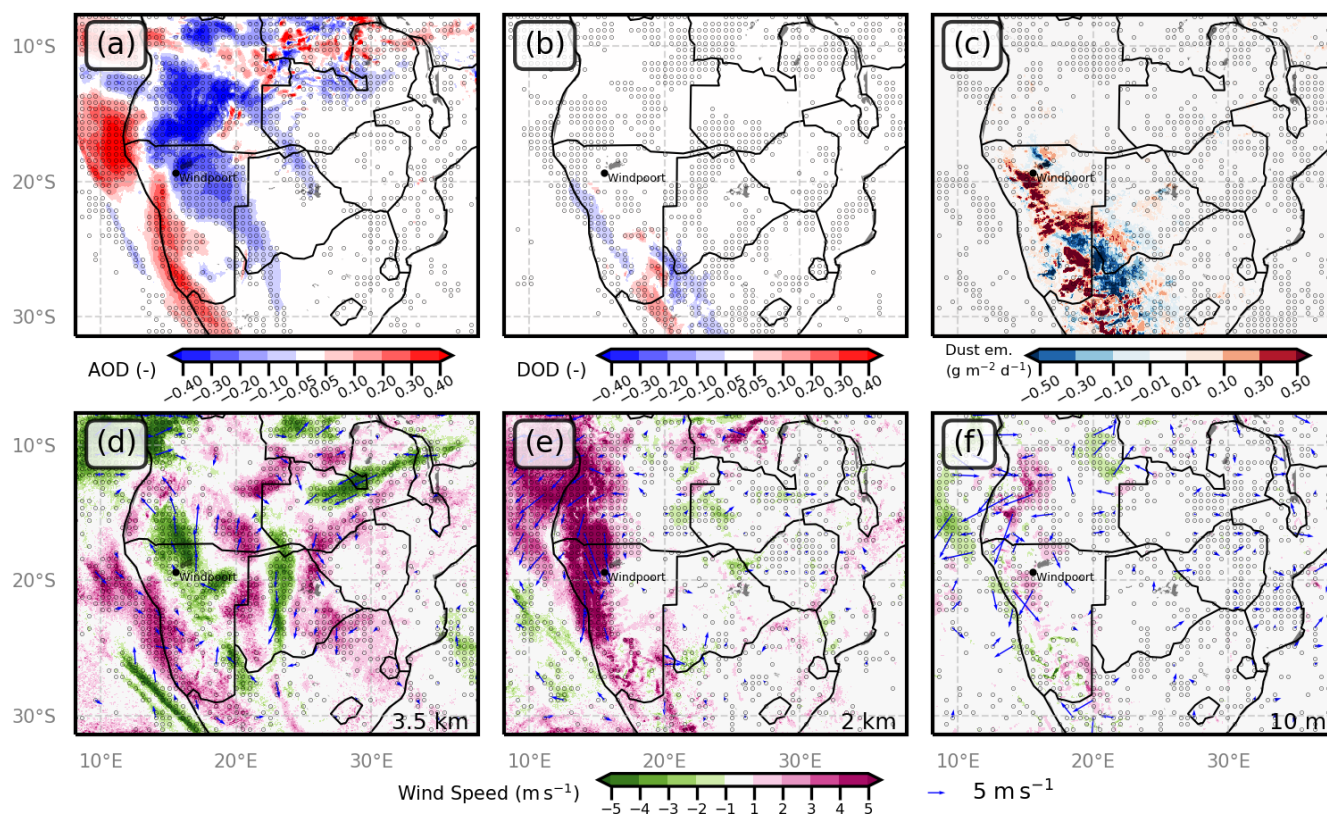 (a) (b) (c)
10°S
20°S
30°S
Windpoort Windpoort Windpoort
AOD (-)
−0.40 −0.30 −0.20 −0.10 −0.05 0.05 0.10 0.20 0.30 0.40
DOD (-)
−0.40 −0.30 −0.20 −0.10 −0.05 0.05 0.10 0.20 0.30 0.40
Dust em.
(g m⁻² d⁻¹)
−0.50 −0.30 −0.10 −0.01 0.01 0.10 0.30 0.50
(d) (e) (f)
10°S
20°S
30°S
Windpoort Windpoort Windpoort
3.5 km 2 km 10 m
10°E 20°E 30°E 10°E 20°E 30°E 10°E 20°E 30°E
Wind Speed (m s⁻¹)
−5 −4 −3 −2 −1 1 2 3 4 5
5 m s⁻¹